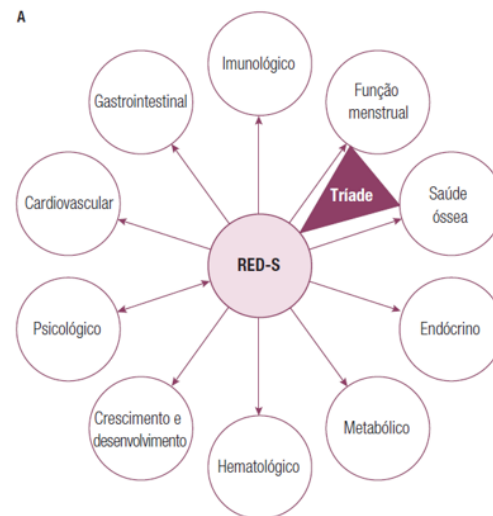 A
Imunológico
Gastrointestinal
Função
menstrual
Tríade
Cardiovascular
Saúde
óssea
RED-S
Psicológico
Endócrino
Crescimento e
desenvolvimento
Metabólico
Hematológico